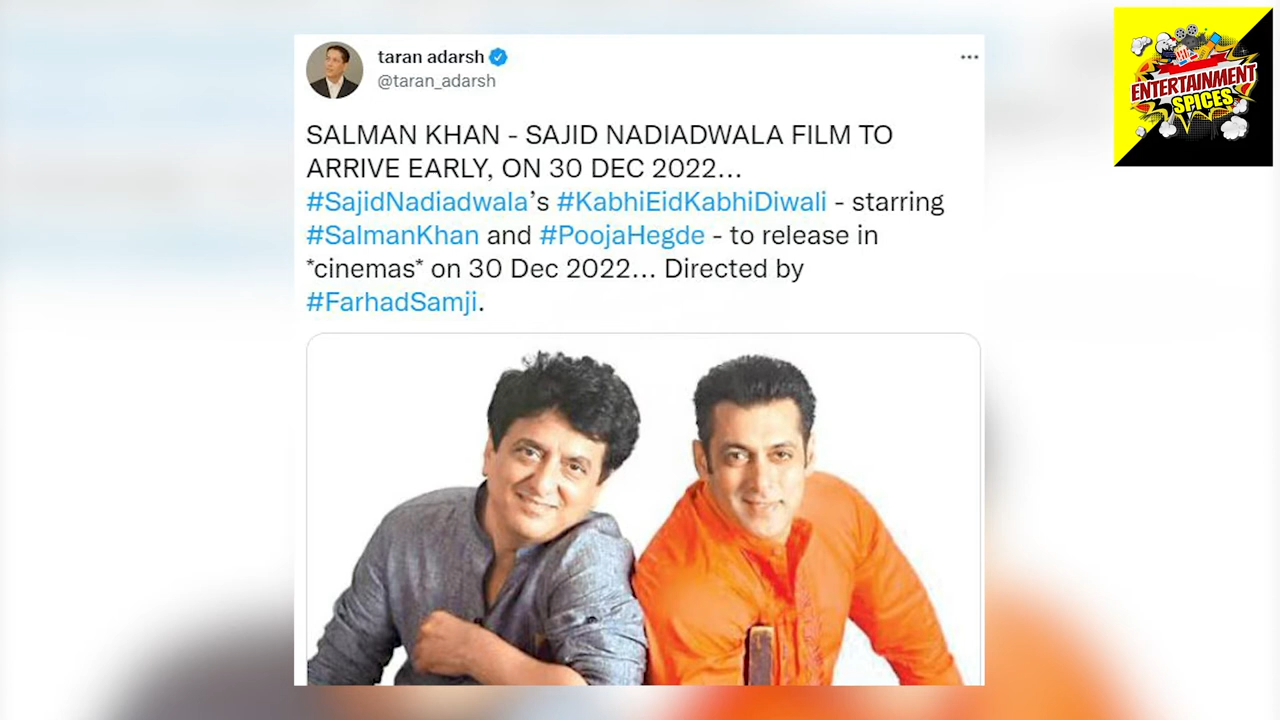 taran adarsh
@taran_adarsh
SALMAN KHAN - SAJID NADIADWALA FILM TO
ARRIVE EARLY, ON 30 DEC 2022...
#SajidNadiadwala’s #KabhiEidKabhiDiwali - starring
#SalmanKhan and #PoojaHegde - to release in
*cinemas* on 30 Dec 2022... Directed by
#FarhadSamji.
ENTERTAINMENT
SPICES